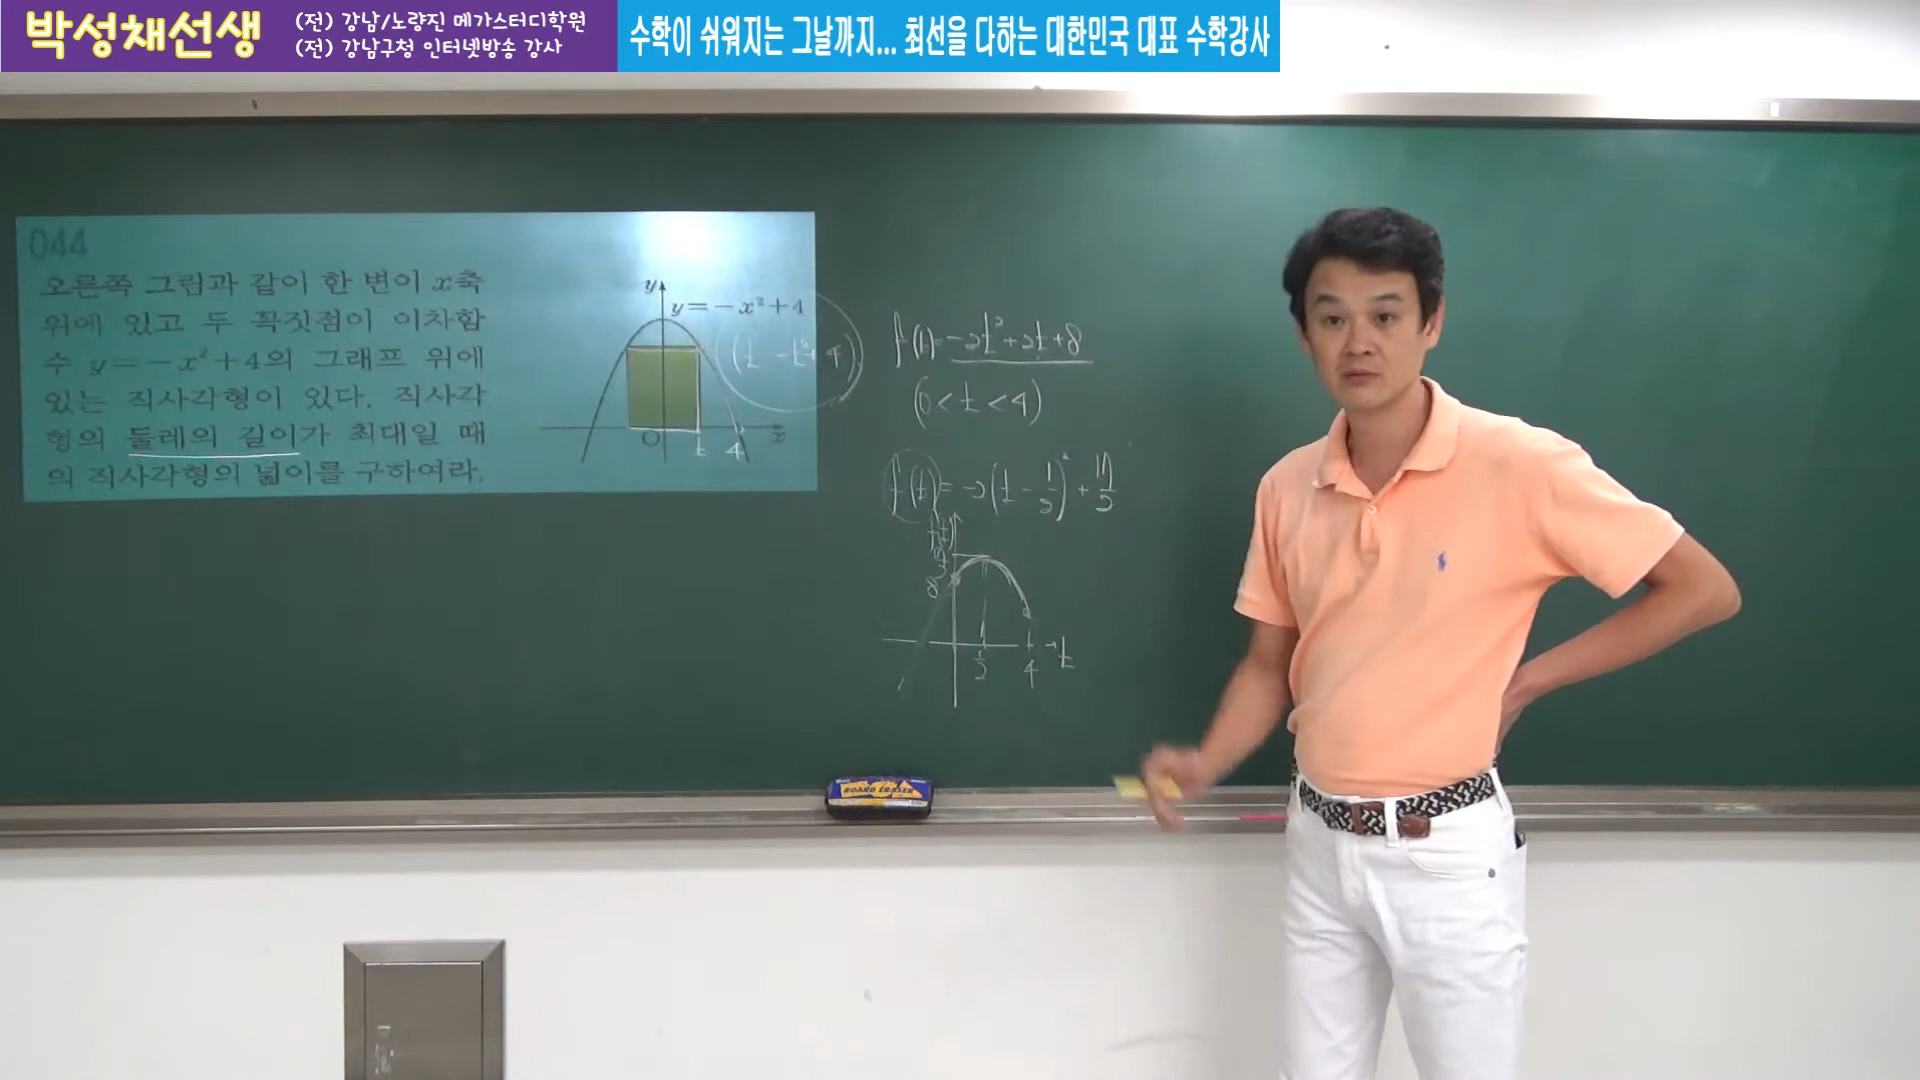 박성채선생
(전) 강남/노량진 메가스터디학원
(전) 강남구청 인터넷방송 강사
수학이 쉬워지는 그날까지... 최선을 다하는 대한민국 대표 수학강사
044
오른쪽 그림과 같이 한 변이 x축
위에 있고 두 꼭짓점이 이차함
수 y=-x²+4의 그래프 위에
있는 직사각형이 있다. 직사각
형의 둘레의 길이가 최대일 때
의 직사각형의 넓이를 구하여라.
y
y=-x²+4
(t -t²+4)
O t 4 x
f(t)=-2t²+2t+8
(0<t<4)
f(t)=-2(t-1/2)²+17/2
f(t)
8
1/2 4 →t
BOARD ERASER